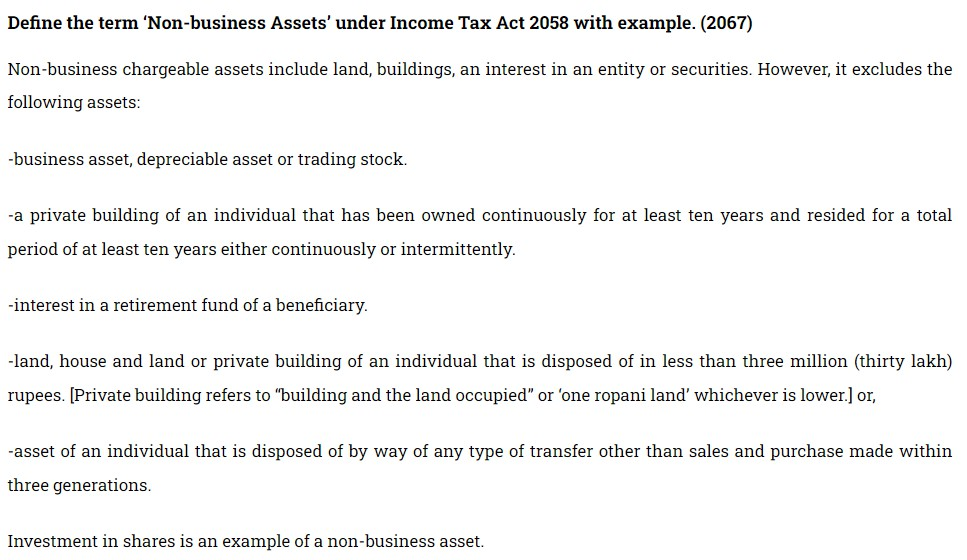 Define the term ‘Non-business Assets’ under Income Tax Act 2058 with example. (2067)
Non-business chargeable assets include land, buildings, an interest in an entity or securities. However, it excludes the
following assets:
-business asset, depreciable asset or trading stock.
-a private building of an individual that has been owned continuously for at least ten years and resided for a total
period of at least ten years either continuously or intermittently.
-interest in a retirement fund of a beneficiary.
-land, house and land or private building of an individual that is disposed of in less than three million (thirty lakh)
rupees. [Private building refers to “building and the land occupied” or ‘one ropani land’ whichever is lower.] or,
-asset of an individual that is disposed of by way of any type of transfer other than sales and purchase made within
three generations.
Investment in shares is an example of a non-business asset.